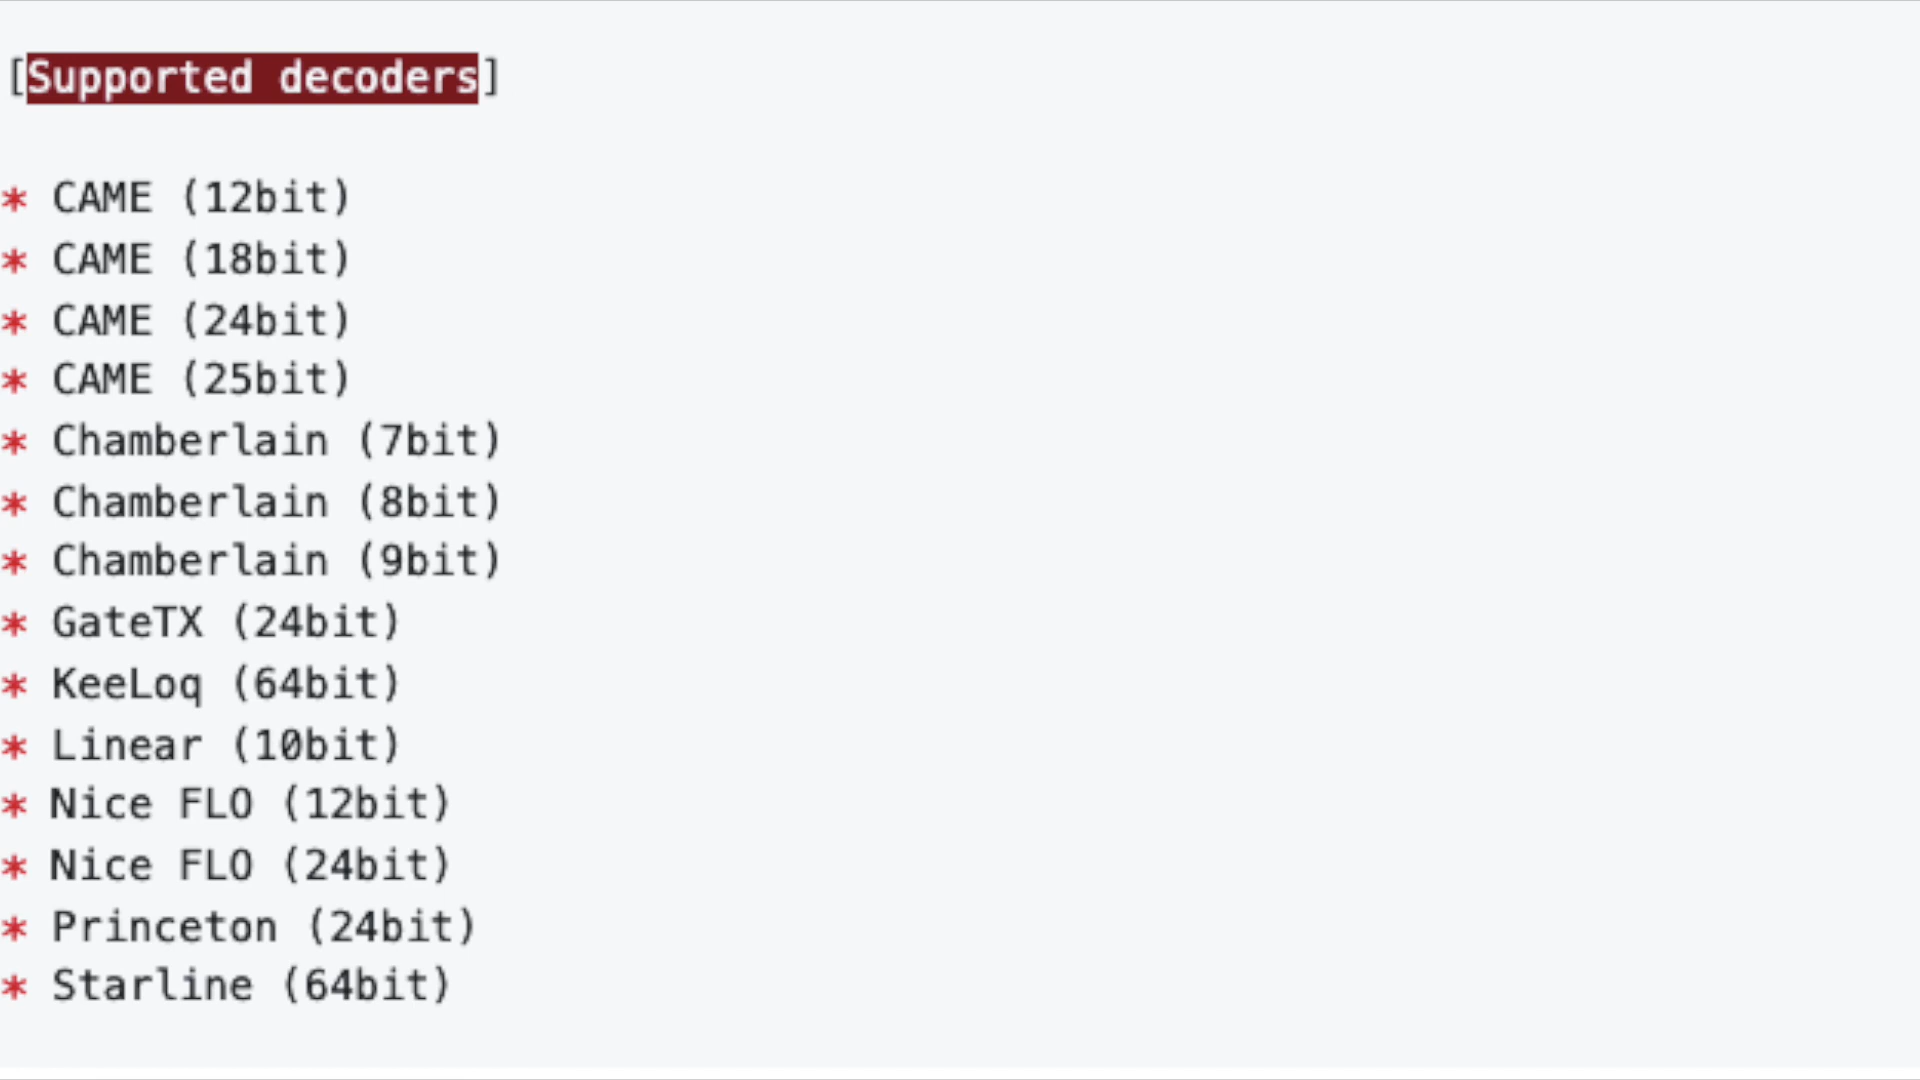 [Supported decoders]
* CAME (12bit)
* CAME (18bit)
* CAME (24bit)
* CAME (25bit)
* Chamberlain (7bit)
* Chamberlain (8bit)
* Chamberlain (9bit)
* GateTX (24bit)
* KeeLoq (64bit)
* Linear (10bit)
* Nice FLO (12bit)
* Nice FLO (24bit)
* Princeton (24bit)
* Starline (64bit)